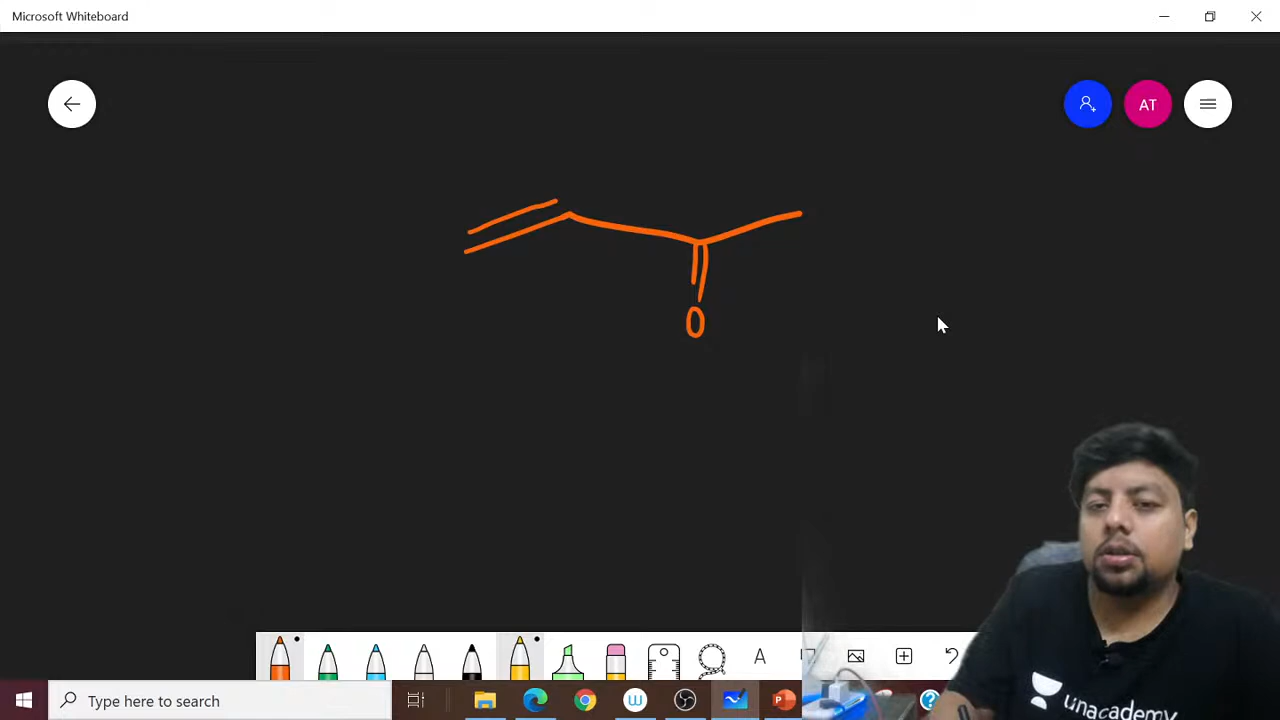 Microsoft Whiteboard
AT
O
A
Type here to search
W
P
?
unacademy